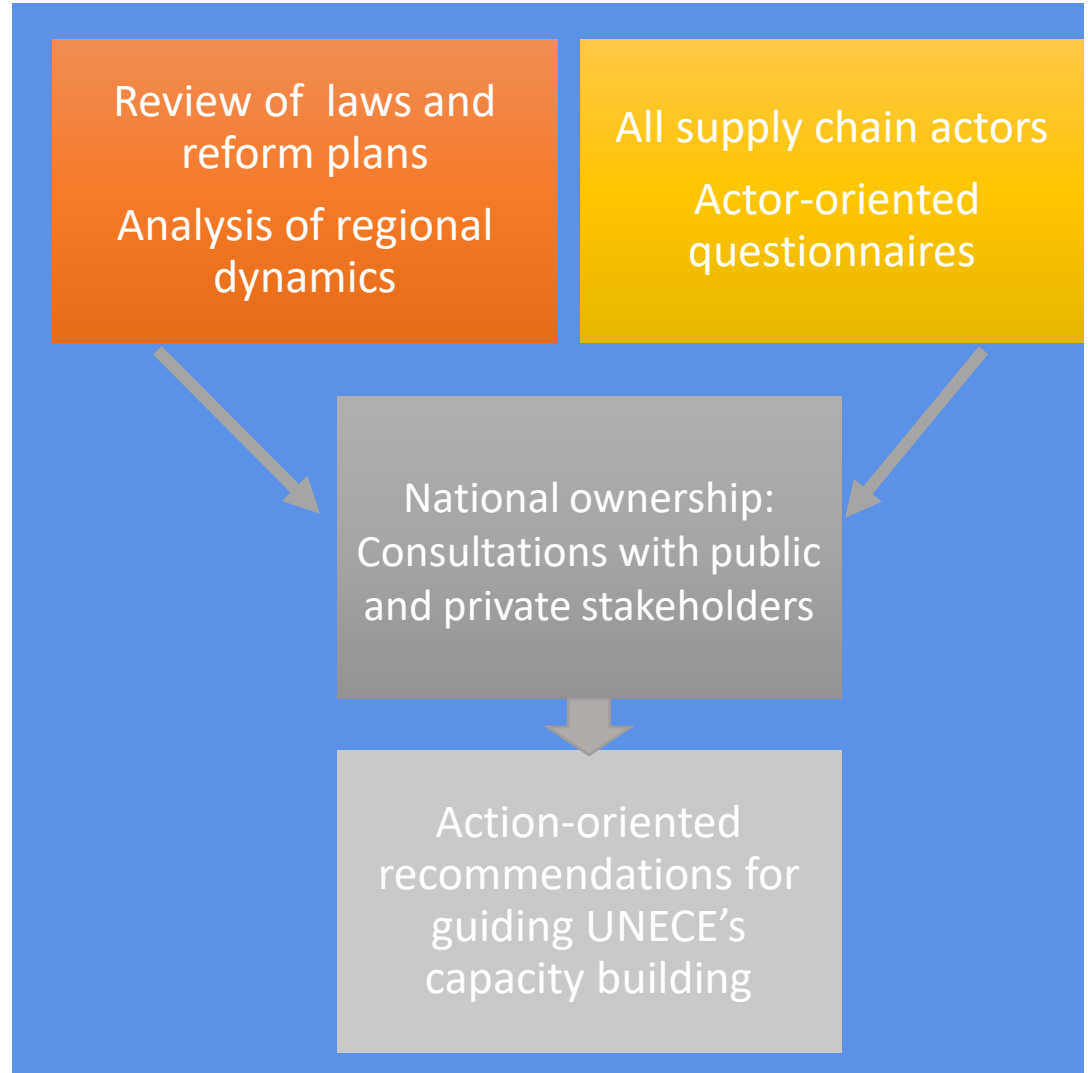 Review of laws and
reform plans
Analysis of regional
dynamics
All supply chain actors
Actor-oriented
questionnaires
National ownership:
Consultations with public
and private stakeholders
Action-oriented
recommendations for
guiding UNECE’s
capacity building